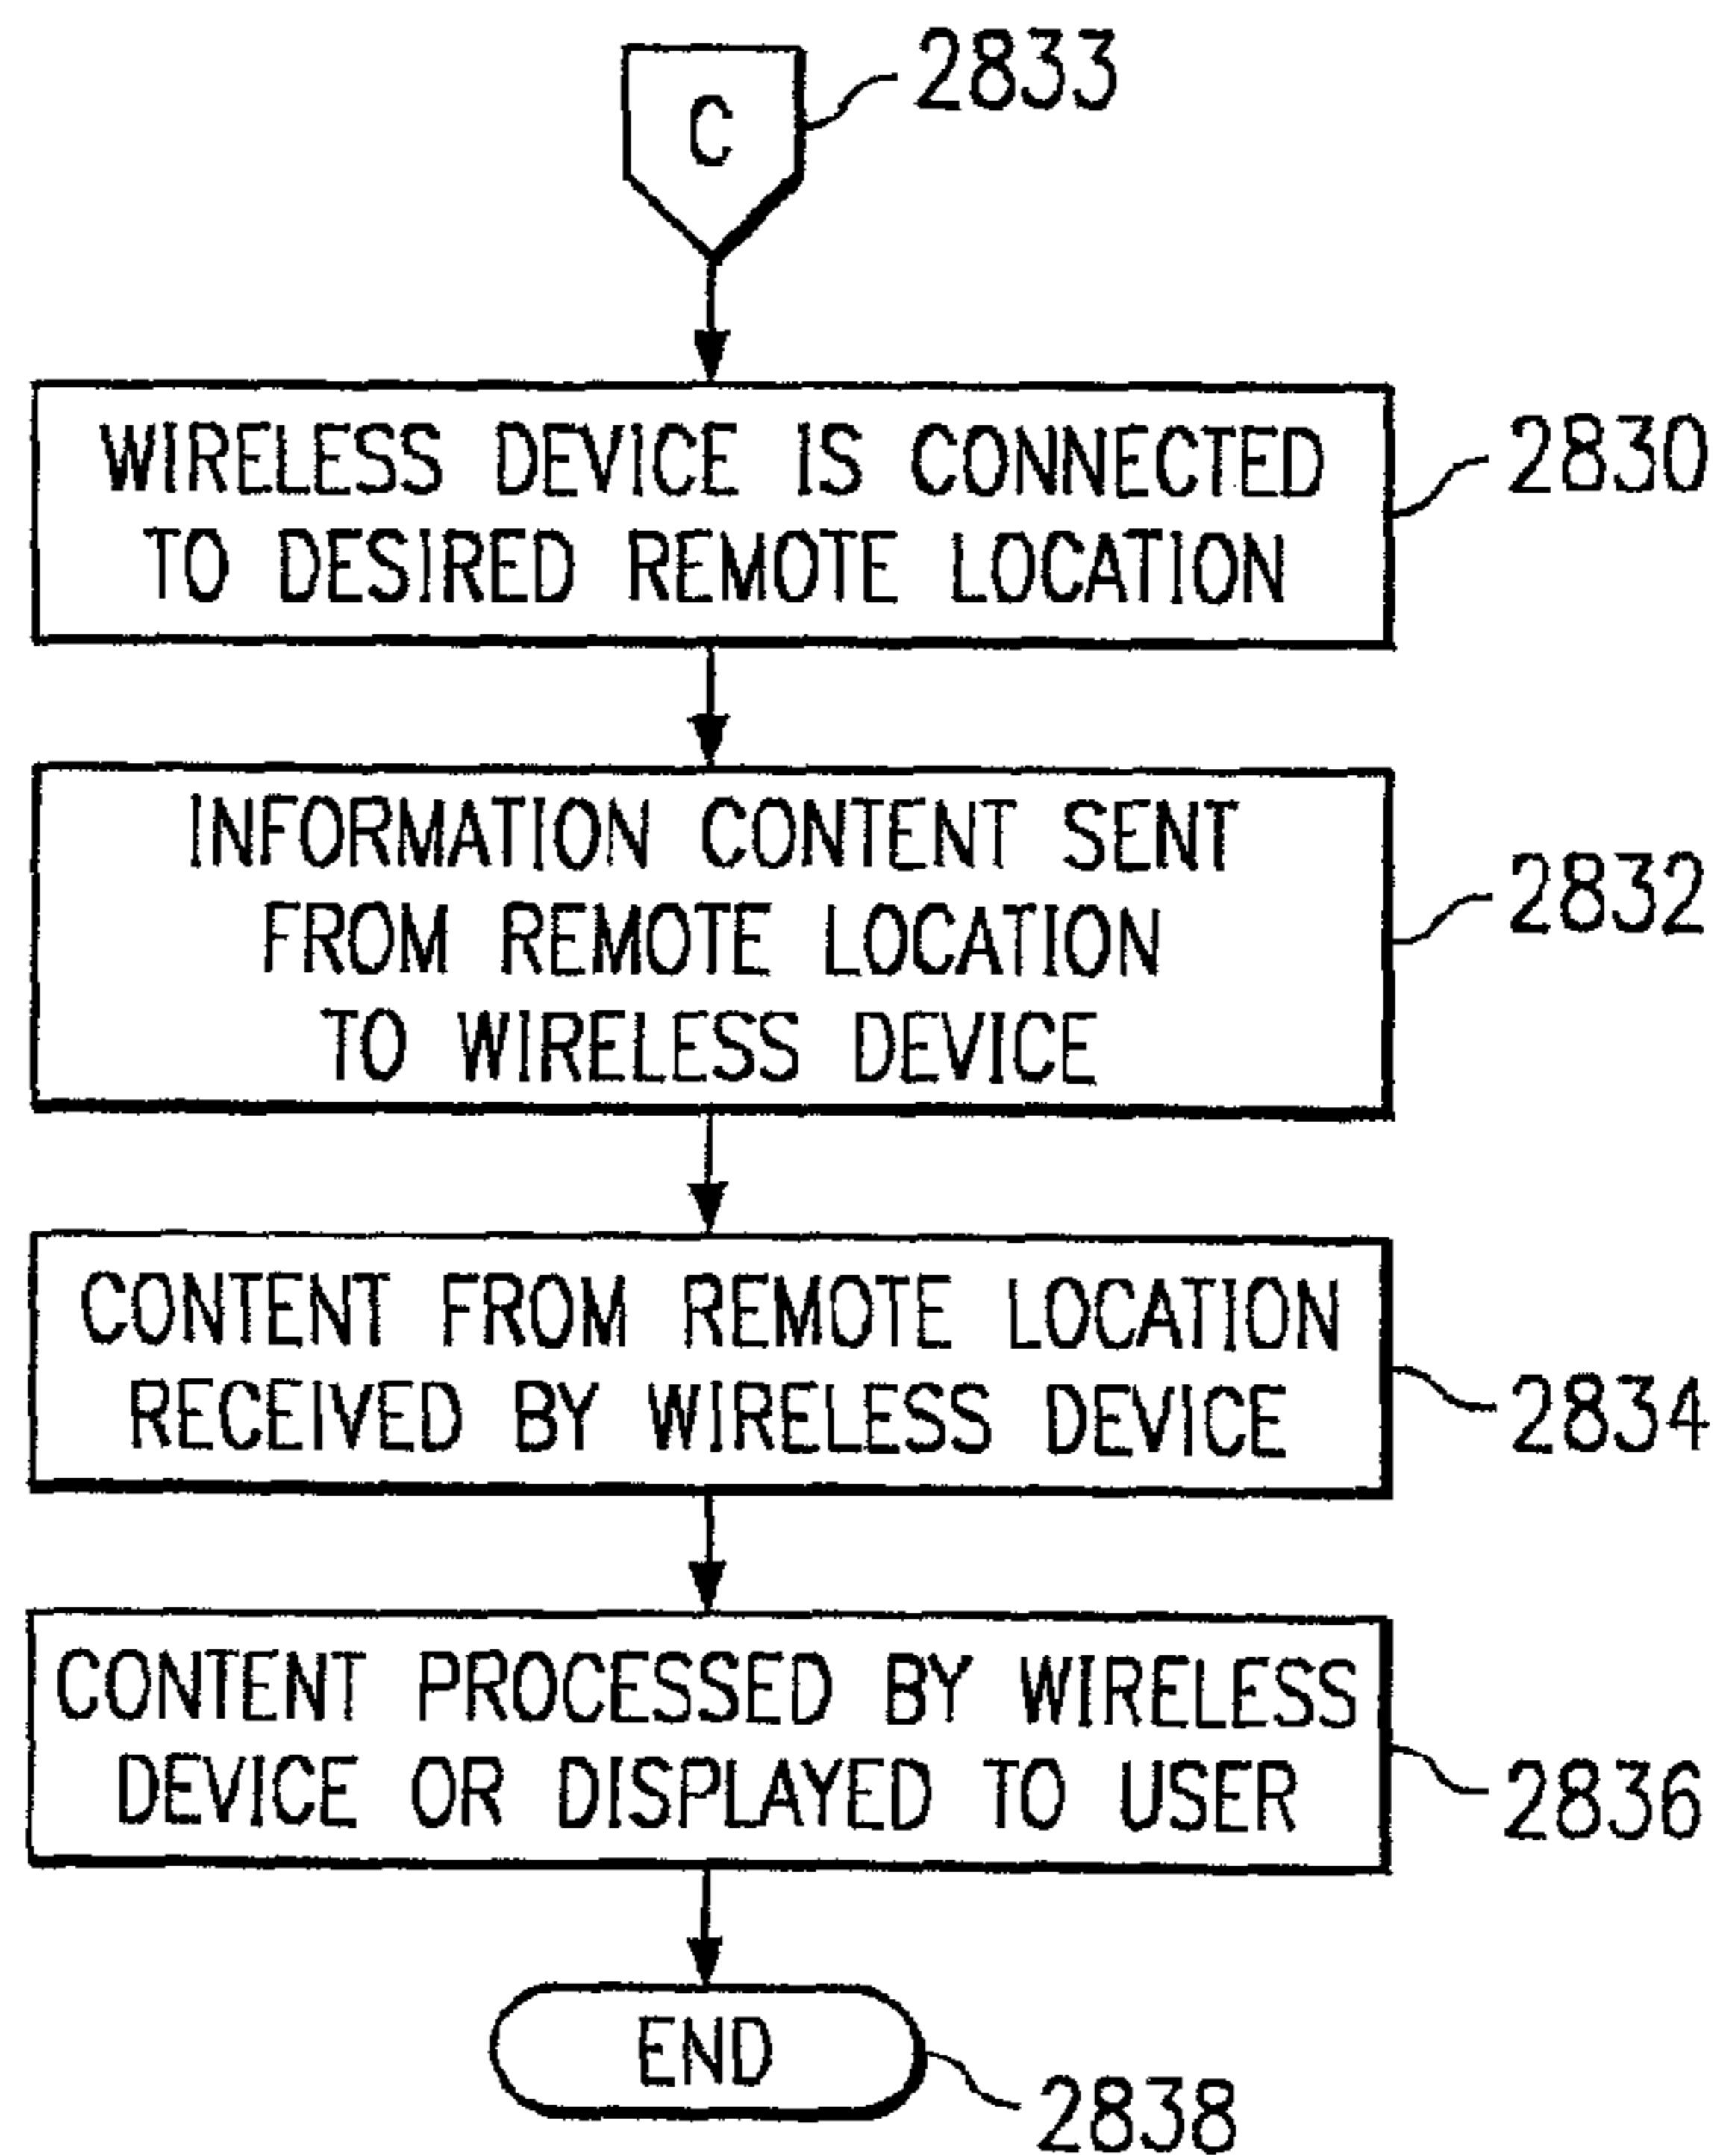 C
2833
WIRELESS DEVICE IS CONNECTED
TO DESIRED REMOTE LOCATION
2830
INFORMATION CONTENT SENT
FROM REMOTE LOCATION
TO WIRELESS DEVICE
2832
CONTENT FROM REMOTE LOCATION
RECEIVED BY WIRELESS DEVICE
2834
CONTENT PROCESSED BY WIRELESS
DEVICE OR DISPLAYED TO USER
2836
END
2838